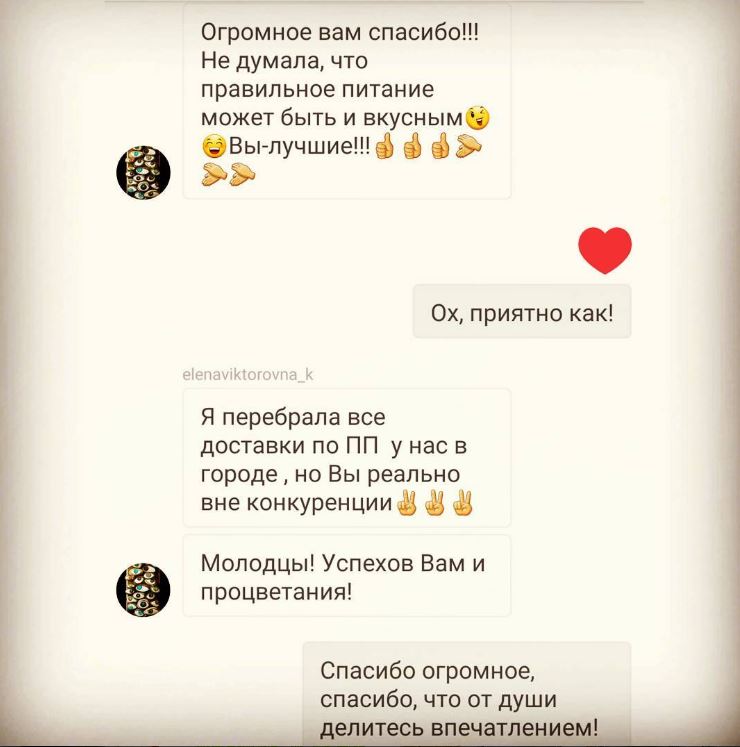 Огромное вам спасибо!!!
Не думала, что
правильное питание
может быть и вкусным😉
😁Вы-лучшие!!!👍👍👍👏
👏👏
❤
Ох, приятно как!
elenaviktorovna_k
Я перебрала все
доставки по ПП  у нас в
городе , но Вы реально
вне конкуренции✌✌✌
Молодцы! Успехов Вам и
процветания!
Спасибо огромное,
спасибо, что от души
делитесь впечатлением!